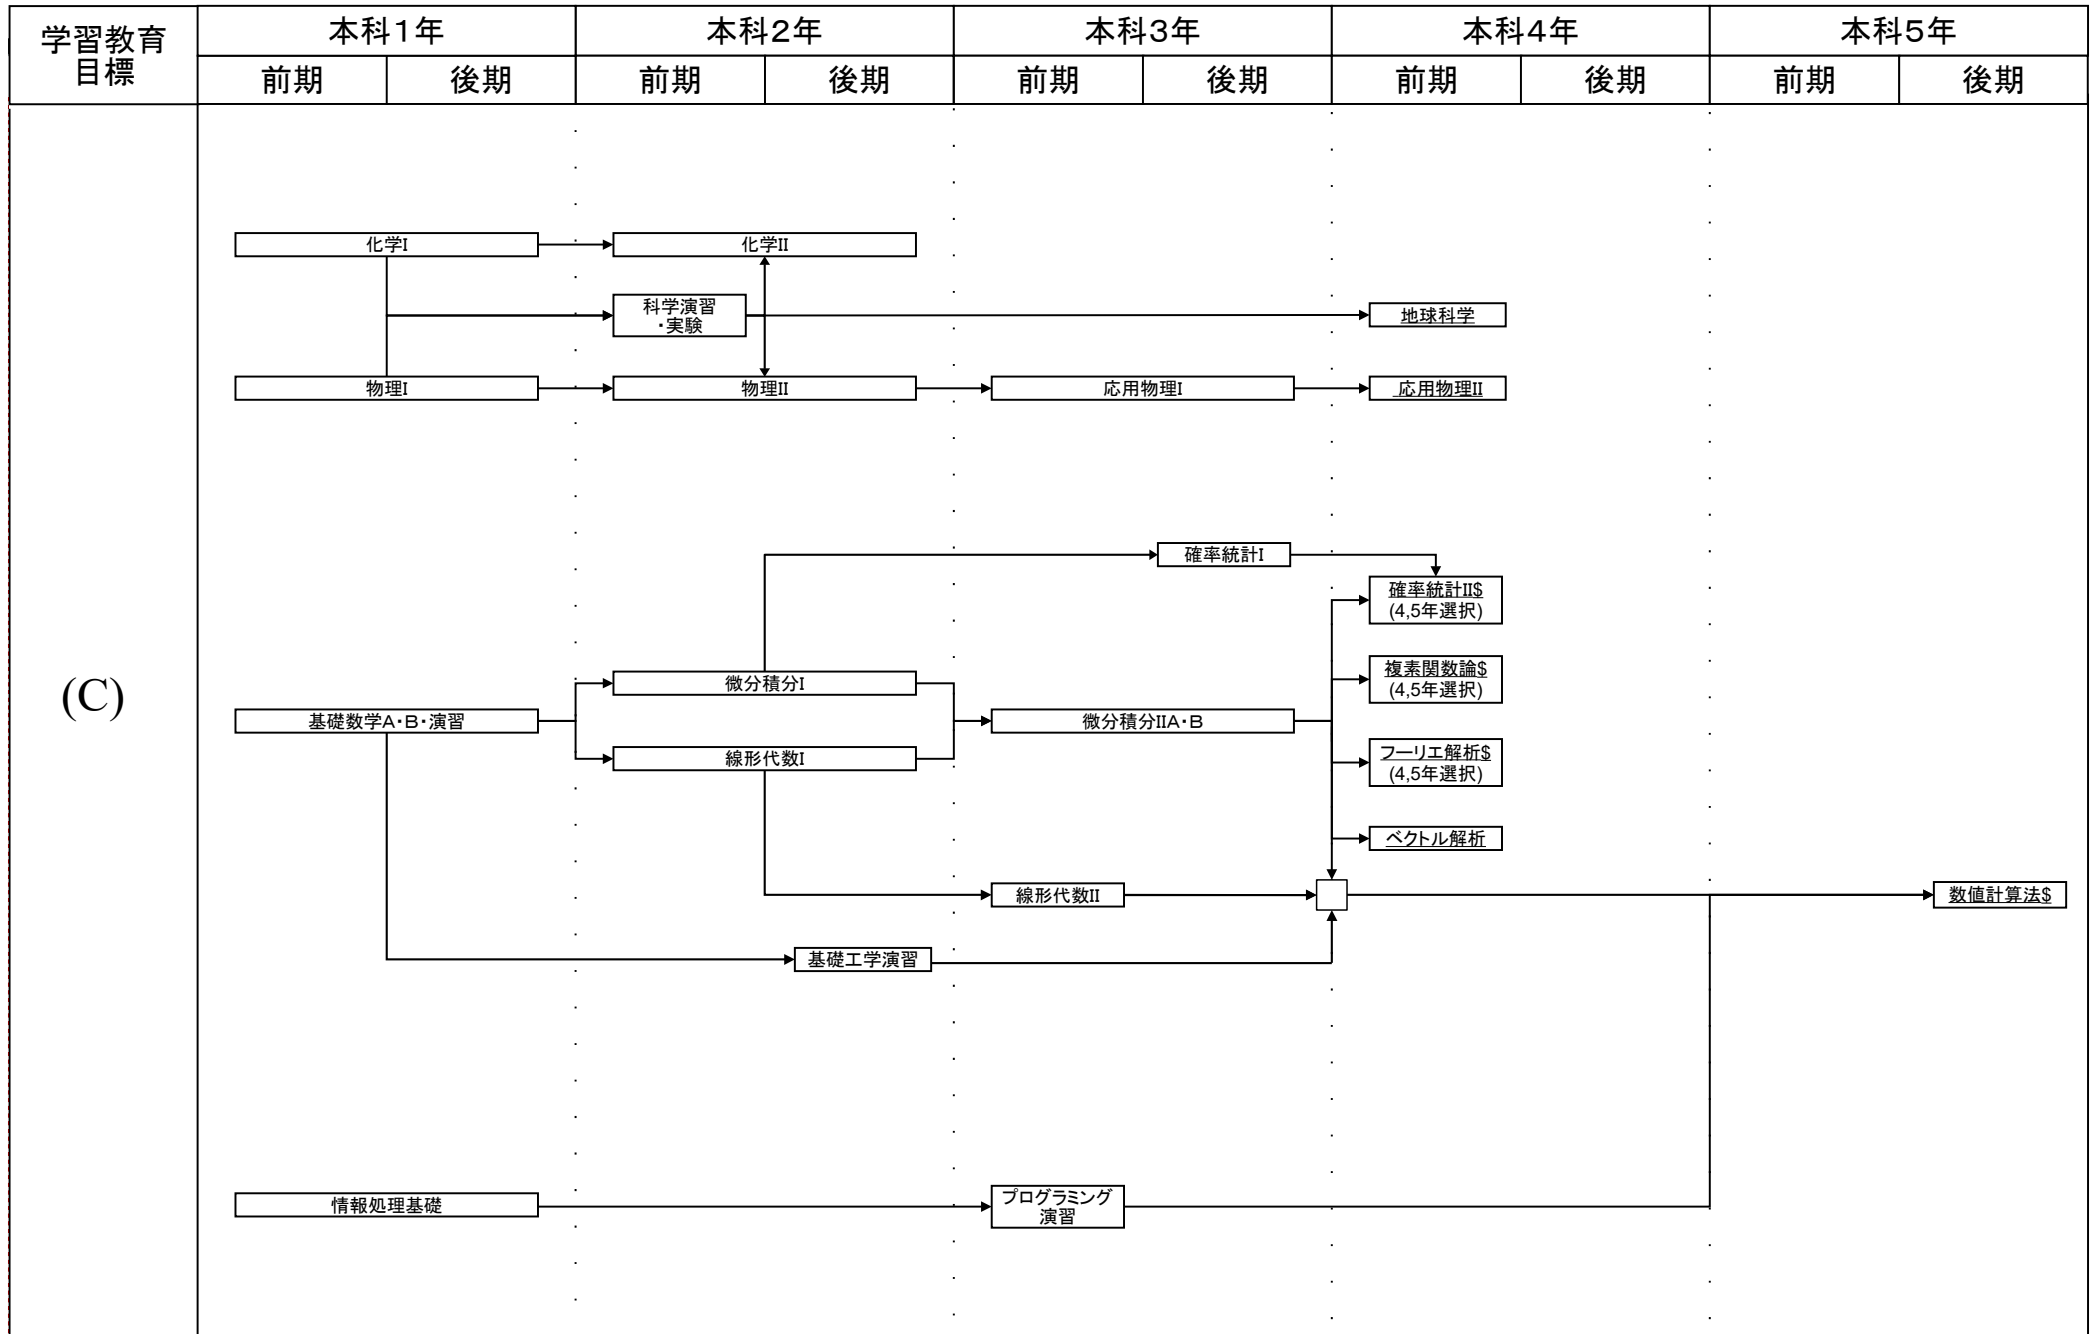 学習教育
目標
本科1年
本科2年
本科3年
本科4年
本科5年
前期
後期
前期
後期
前期
後期
前期
後期
前期
後期
(C)
化学I
化学II
科学演習
・実験
地球科学
物理I
物理II
応用物理I
応用物理II
確率統計I
確率統計II$
(4,5年選択)
微分積分I
複素関数論$
(4,5年選択)
基礎数学A・B・演習
微分積分IIA・B
線形代数I
フーリエ解析$
(4,5年選択)
ベクトル解析
線形代数II
数値計算法$
基礎工学演習
情報処理基礎
プログラミング
演習